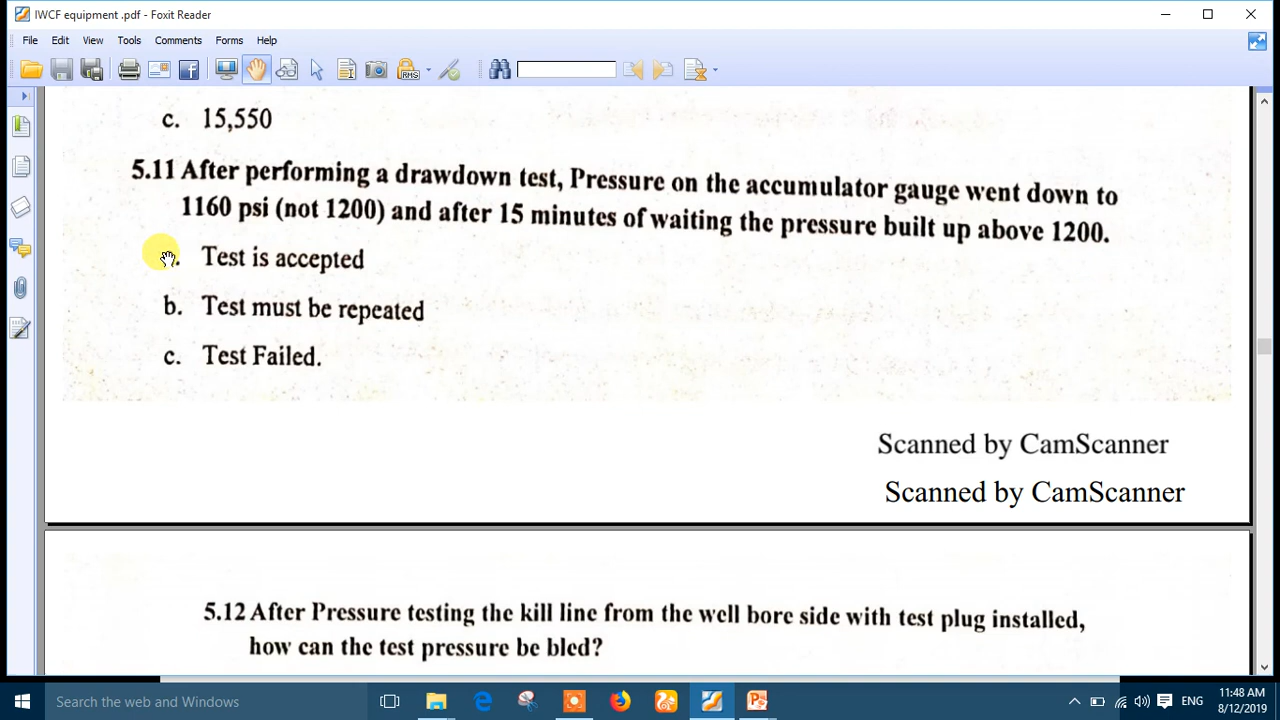 IWCF equipment .pdf - Foxit Reader
File Edit View Tools Comments Forms Help
c. 15,550
5.11 After performing a drawdown test, Pressure on the accumulator gauge went down to
1160 psi (not 1200) and after 15 minutes of waiting the pressure built up above 1200.
Test is accepted
b. Test must be repeated
c. Test Failed.
Scanned by CamScanner
Scanned by CamScanner
5.12 After Pressure testing the kill line from the well bore side with test plug installed,
how can the test pressure be bled?
Search the web and Windows
ENG
11:48 AM
8/12/2019